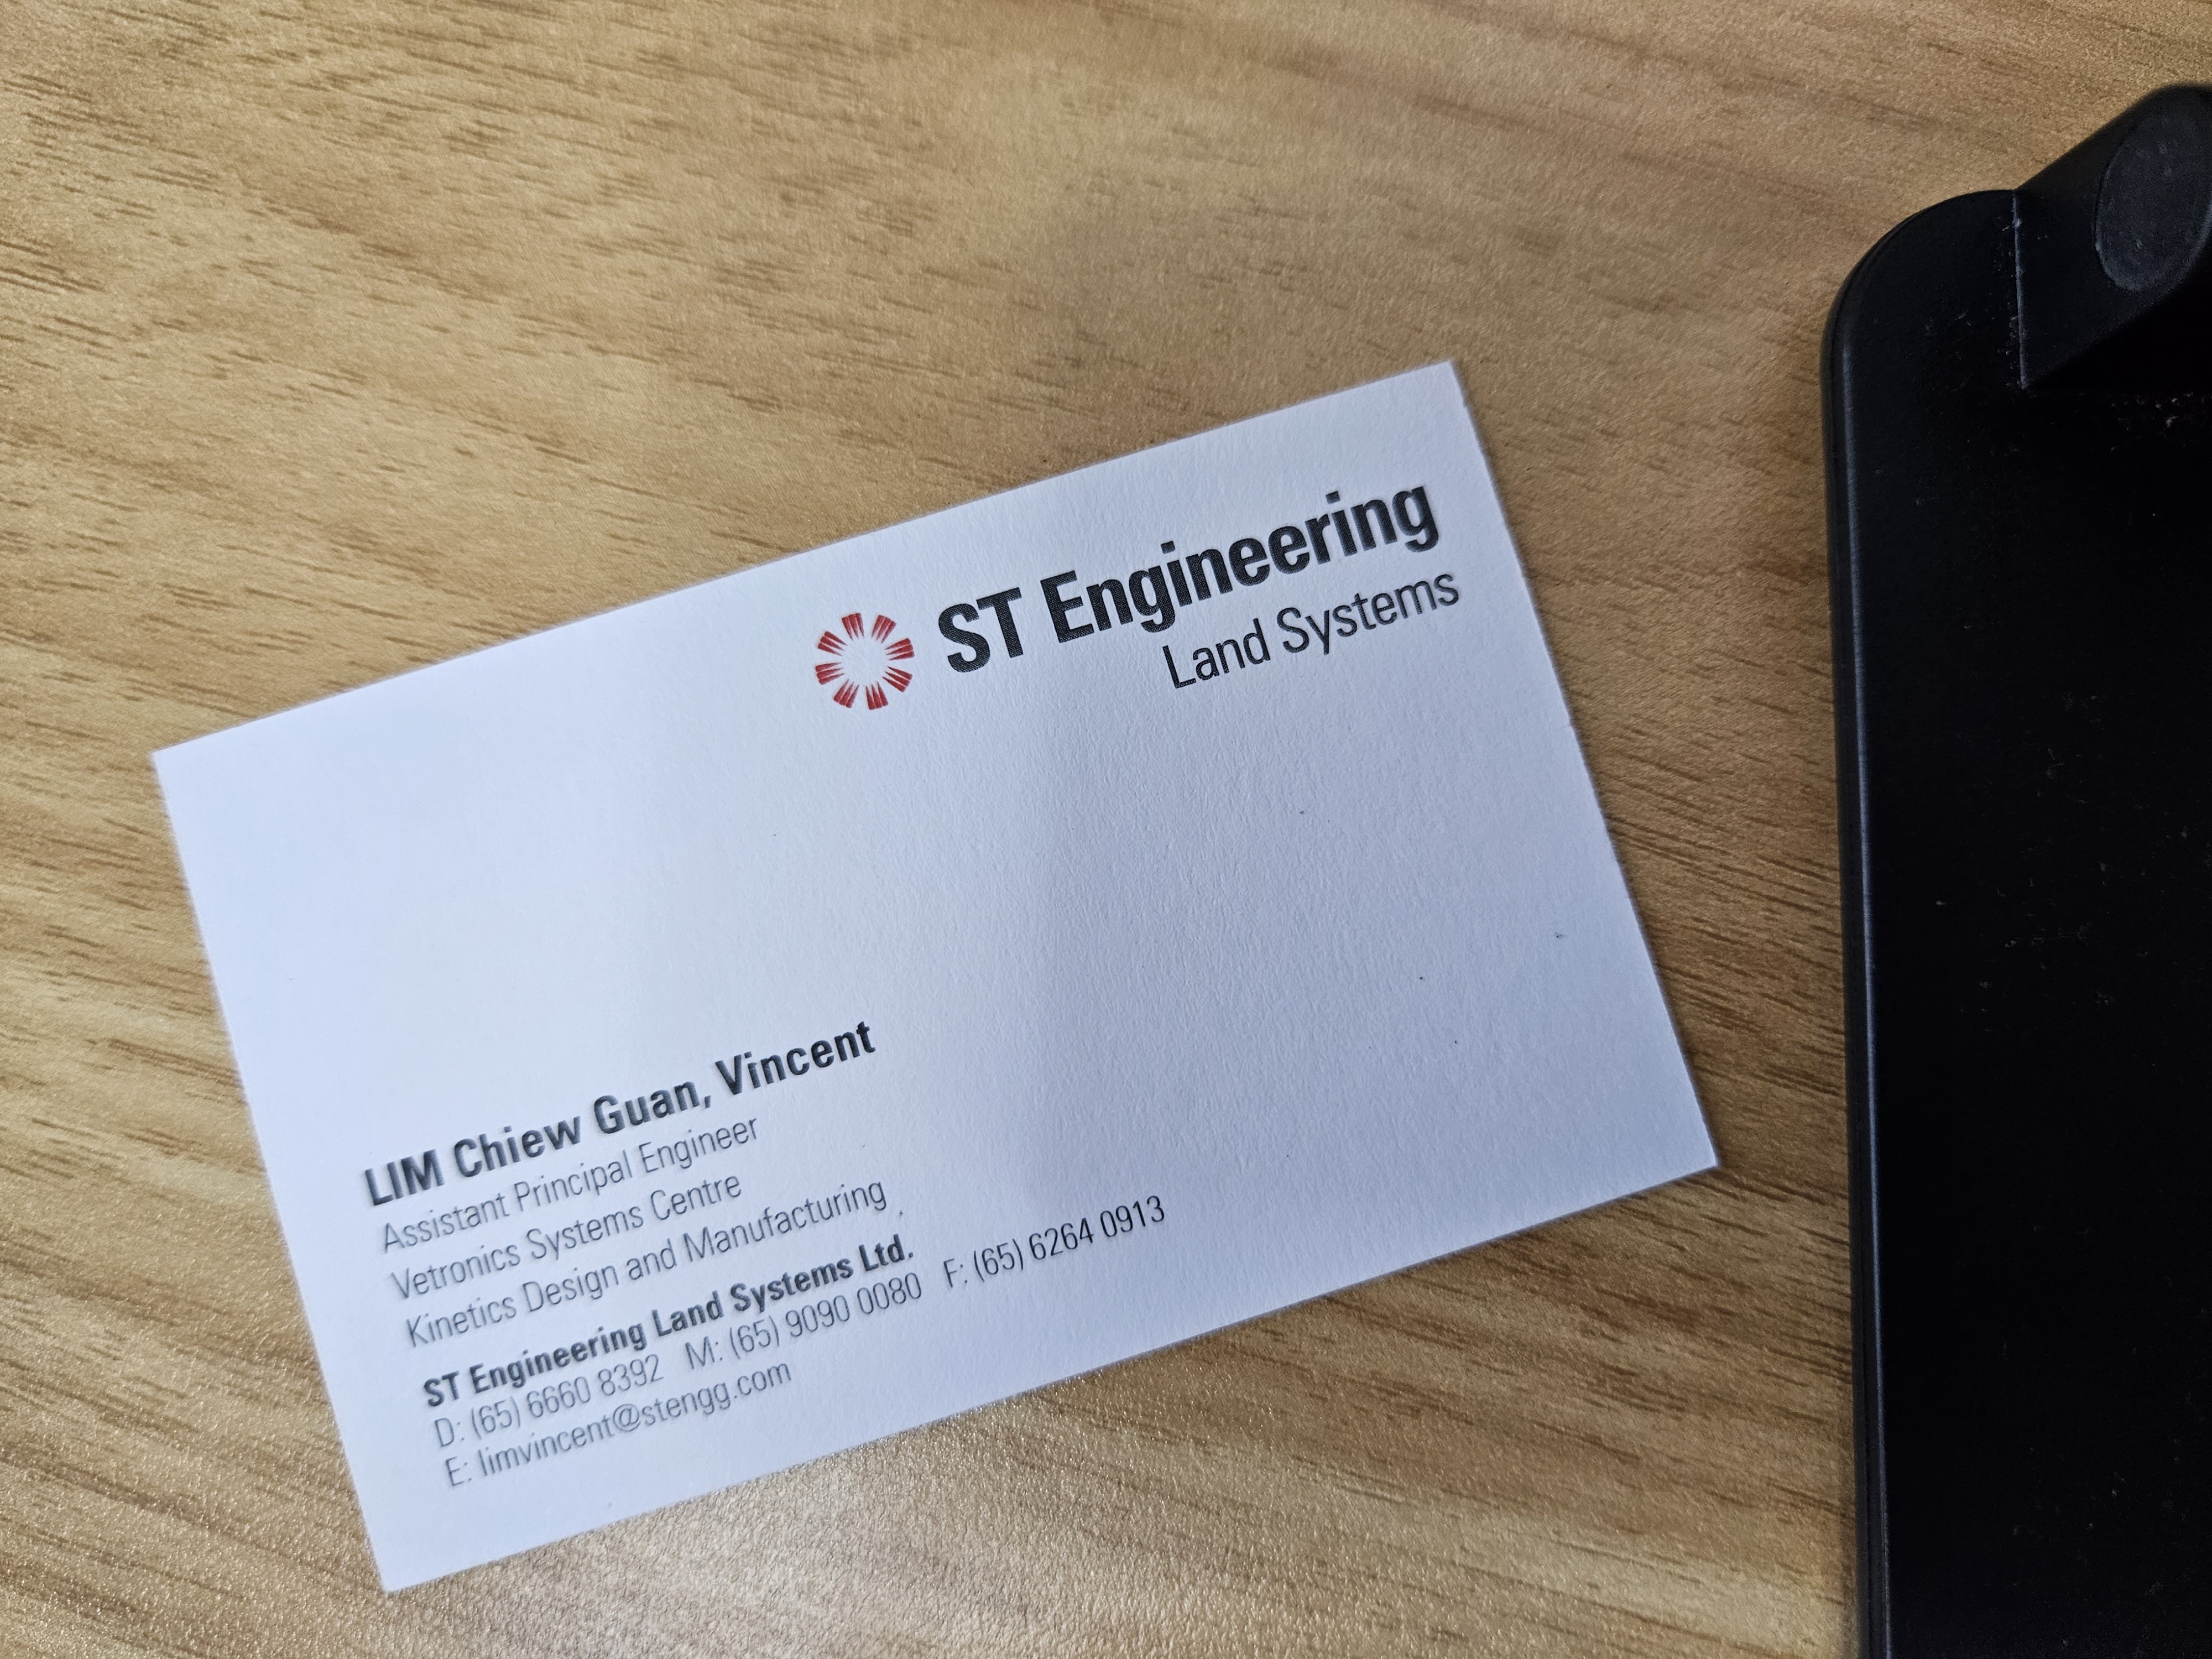 ST Engineering
Land Systems
LIM Chiew Guan, Vincent
Assistant Principal Engineer
Vetronics Systems Centre
Kinetics Design and Manufacturing
ST Engineering Land Systems Ltd.
D: (65) 6660 8392 M: (65) 9090 0080 F: (65) 6264 0913
E: limvincent@stengg.com